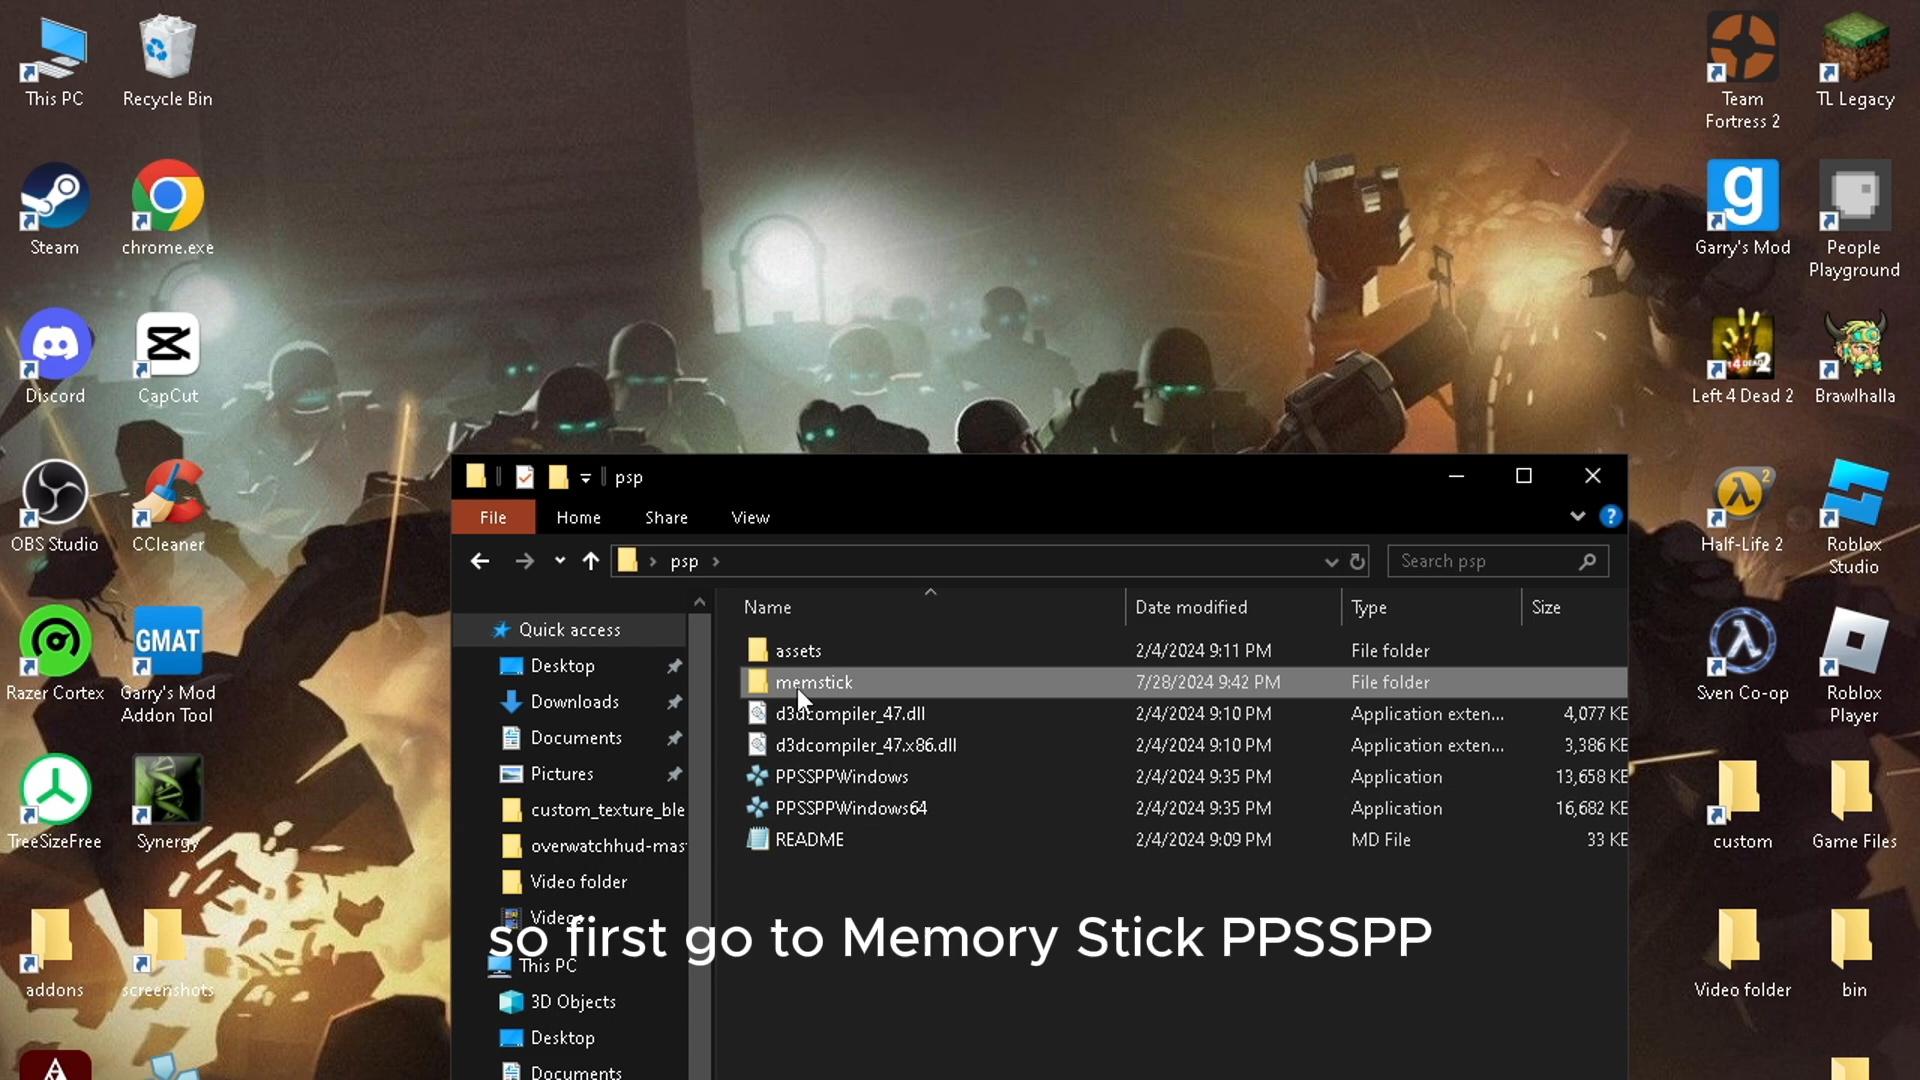 This PC
Recycle Bin
Steam
chrome.exe
Discord
CapCut
OBS Studio
CCleaner
Razer Cortex
GMAT
Garry's Mod
Addon Tool
TreeSizeFree
Synergy
addons
screenshots
Team
Fortress 2
TL Legacy
g
Garry's Mod
People
Playground
Left 4 Dead 2
Brawlhalla
2
Half-Life 2
Roblox
Studio
Sven Co-op
Roblox
Player
custom
Game Files
Video folder
bin
psp
File
Home
Share
View
?
psp
Search psp
Quick access
Desktop
Downloads
Documents
Pictures
custom_texture_ble
overwatchhud-mas
Video folder
Videos
This PC
3D Objects
Desktop
Documents
Name Date modified Type Size
assets 2/4/2024 9:11 PM File folder
memstick 7/28/2024 9:42 PM File folder
d3dcompiler_47.dll 2/4/2024 9:10 PM Application exten... 4,077 KB
d3dcompiler_47.x86.dll 2/4/2024 9:10 PM Application exten... 3,386 KB
PPSSPPWindows 2/4/2024 9:35 PM Application 13,658 KB
PPSSPPWindows64 2/4/2024 9:35 PM Application 16,682 KB
README 2/4/2024 9:09 PM MD File 33 KB
so first go to Memory Stick PPSSPP